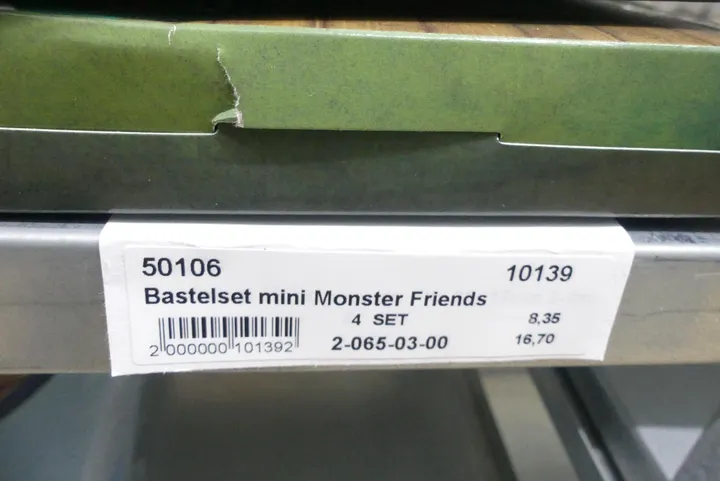 50106 10139
Bastelset mini Monster Friends
4 SET 8,35
2 000000 101392 2-065-03-00 16,70